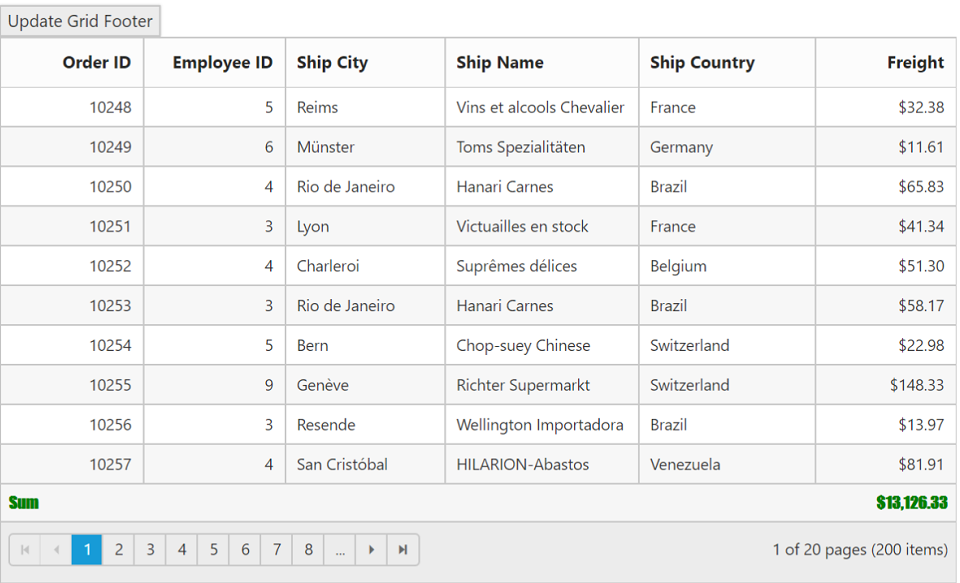 Update Grid Footer
Order ID Employee ID Ship City Ship Name Ship Country Freight
10248 5 Reims Vins et alcools Chevalier France $32.38
10249 6 Münster Toms Spezialitäten Germany $11.61
10250 4 Rio de Janeiro Hanari Carnes Brazil $65.83
10251 3 Lyon Victuailles en stock France $41.34
10252 4 Charleroi Suprêmes délices Belgium $51.30
10253 3 Rio de Janeiro Hanari Carnes Brazil $58.17
10254 5 Bern Chop-suey Chinese Switzerland $22.98
10255 9 Genève Richter Supermarkt Switzerland $148.33
10256 3 Resende Wellington Importadora Brazil $13.97
10257 4 San Cristóbal HILARION-Abastos Venezuela $81.91
Sum $13,126.33
1 2 3 4 5 6 7 8 ... 1 of 20 pages (200 items)